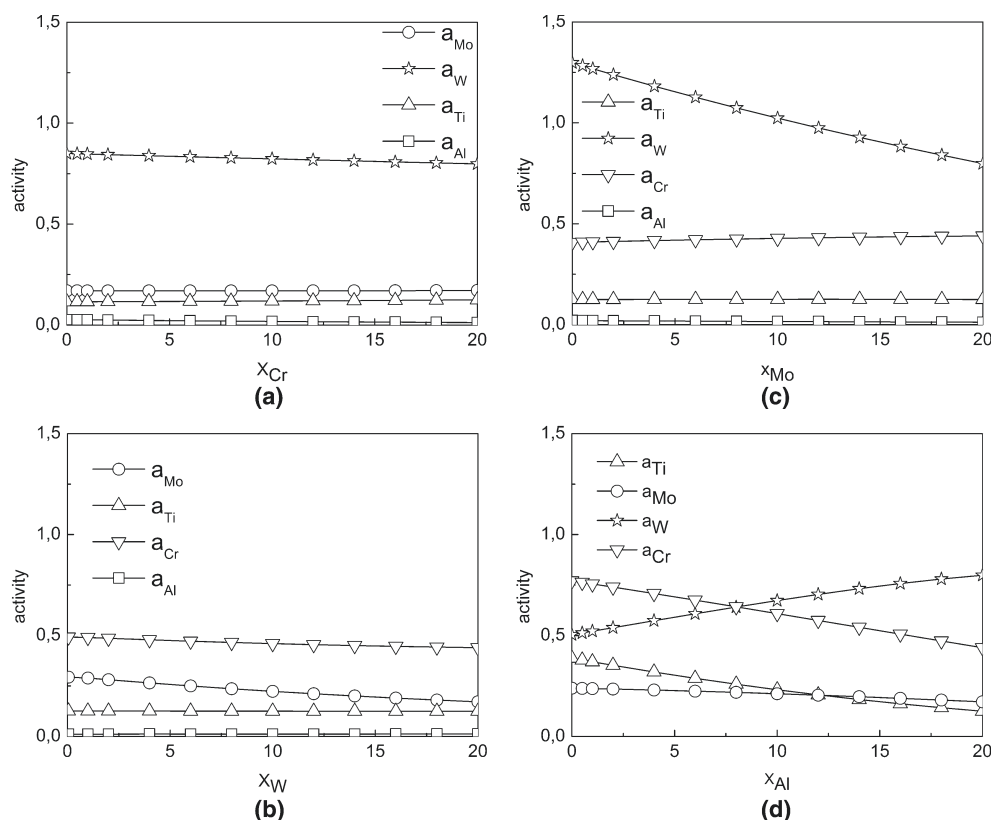 1,5
1,0
0,5
0,0
activity
a_Mo
a_W
a_Ti
a_Al
0 5 10 15 20
X_Cr
(a)
1,5
1,0
0,5
0,0
activity
a_Ti
a_W
a_Cr
a_Al
0 5 10 15 20
x_Mo
(c)
1,5
1,0
0,5
0,0
activity
a_Mo
a_Ti
a_Cr
a_Al
0 5 10 15 20
X_W
(b)
1,5
1,0
0,5
0,0
activity
a_Ti
a_Mo
a_W
a_Cr
0 5 10 15 20
X_Al
(d)